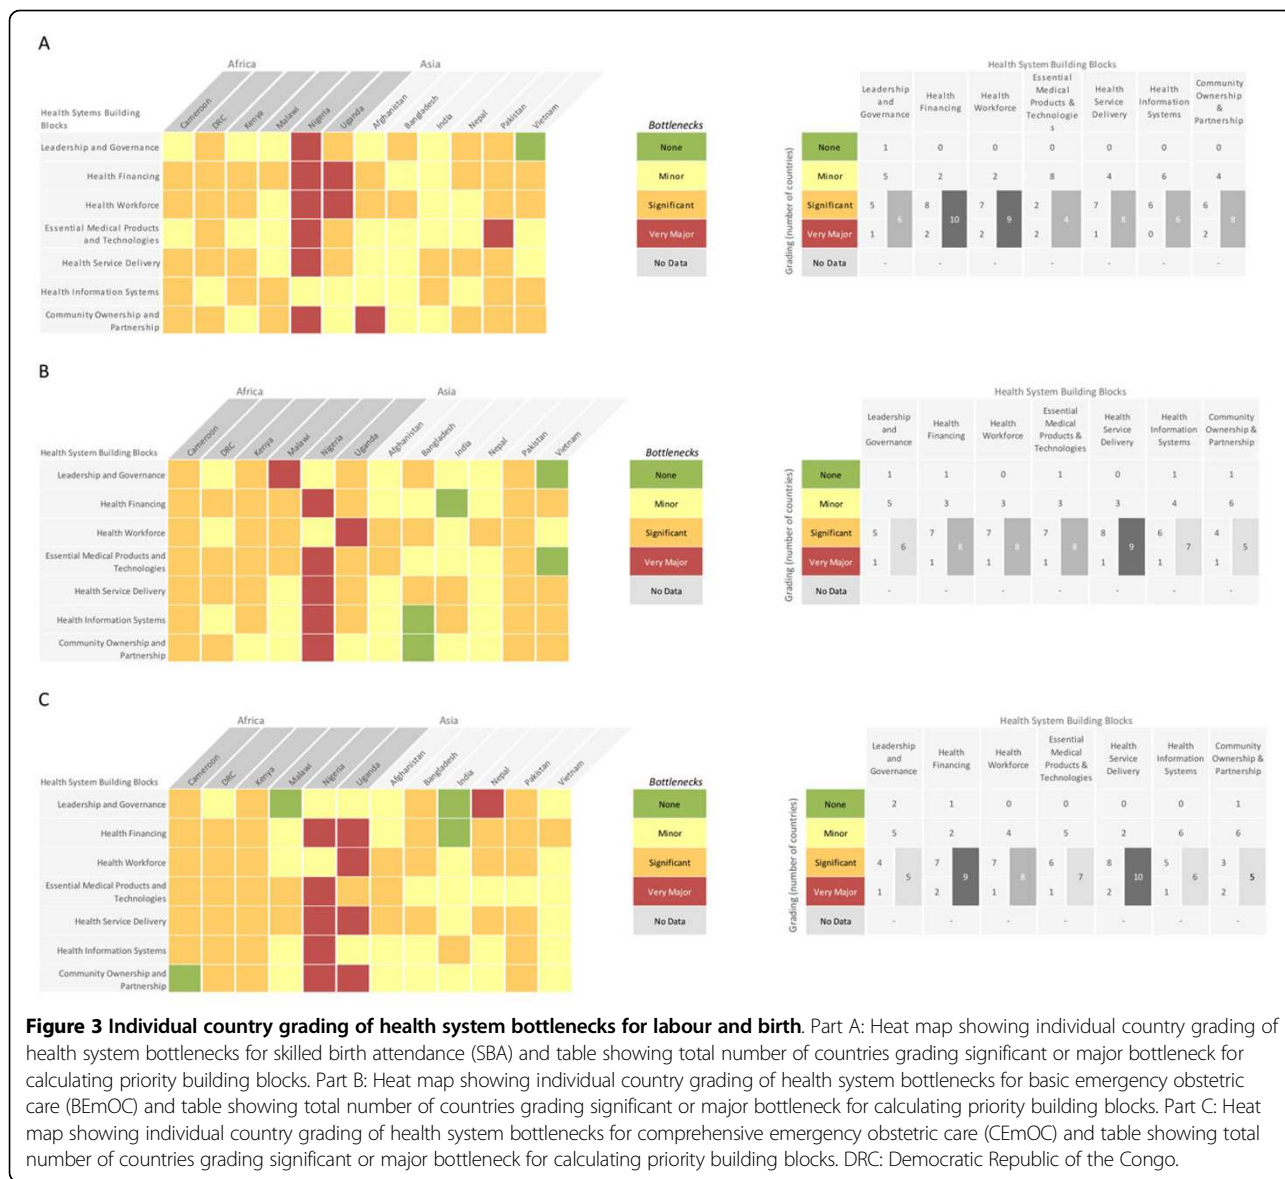 A
Africa
Asia
Health Sytems Building
Blocks
Cameroon
DRC
Kenya
Malawi
Nigeria
Uganda
Afghanistan
Bangladesh
India
Nepal
Pakistan
Vietnam
Leadership and Governance
Health Financing
Health Workforce
Essential Medical Products
and Technologies
Health Service Delivery
Health Information Systems
Community Ownership and
Partnership
Bottlenecks
None
Minor
Significant
Very Major
No Data
Health System Building Blocks
Leadership
and
Governance
Health
Financing
Health
Workforce
Essential
Medical
Products &
Technologie
s
Health
Service
Delivery
Health
Information
Systems
Community
Ownership
&
Partnership
Grading (number of countries)
None 1 0 0 0 0 0 0
Minor 5 2 2 8 4 6 4
Significant 5 8 7 2 7 6 6
6 10 9 4 8 6 8
Very Major 1 2 2 2 1 0 2
No Data - - - - - - -
B
Africa
Asia
Health System Building Blocks
Cameroon
DRC
Kenya
Malawi
Nigeria
Uganda
Afghanistan
Bangladesh
India
Nepal
Pakistan
Vietnam
Leadership and Governance
Health Financing
Health Workforce
Essential Medical Products and
Technologies
Health Service Delivery
Health Information Systems
Community Ownership and
Partnership
Bottlenecks
None
Minor
Significant
Very Major
No Data
Health System Building Blocks
Leadership
and
Governance
Health
Financing
Health
Workforce
Essential
Medical
Products &
Technologies
Health
Service
Delivery
Health
Information
Systems
Community
Ownership &
Partnership
Grading (number of countries)
None 1 1 0 1 0 1 1
Minor 5 3 3 3 3 4 6
Significant 5 7 7 7 8 6 4
6 8 8 8 9 7 5
Very Major 1 1 1 1 1 1 1
No Data - - - - - - -
C
Africa
Asia
Health System Building Blocks
Cameroon
DRC
Kenya
Malawi
Nigeria
Uganda
Afghanistan
Bangladesh
India
Nepal
Pakistan
Vietnam
Leadership and Governance
Health Financing
Health Workforce
Essential Medical Products and
Technologies
Health Service Delivery
Health Information Systems
Community Ownership and
Partnership
Bottlenecks
None
Minor
Significant
Very Major
No Data
Health System Building Blocks
Leadership
and
Governance
Health
Financing
Health
Workforce
Essential
Medical
Products &
Technologies
Health
Service
Delivery
Health
Information
Systems
Community
Ownership &
Partnership
Grading (number of countries)
None 2 1 0 0 0 0 1
Minor 5 2 4 5 2 6 6
Significant 4 7 7 6 8 5 3
5 9 8 7 10 6 5
Very Major 1 2 1 1 2 1 2
No Data - - - - - - -
Figure 3 Individual country grading of health system bottlenecks for labour and birth. Part A: Heat map showing individual country grading of
health system bottlenecks for skilled birth attendance (SBA) and table showing total number of countries grading significant or major bottleneck for
calculating priority building blocks. Part B: Heat map showing individual country grading of health system bottlenecks for basic emergency obstetric
care (BEmOC) and table showing total number of countries grading significant or major bottleneck for calculating priority building blocks. Part C: Heat
map showing individual country grading of health system bottlenecks for comprehensive emergency obstetric care (CEmOC) and table showing total
number of countries grading significant or major bottleneck for calculating priority building blocks. DRC: Democratic Republic of the Congo.